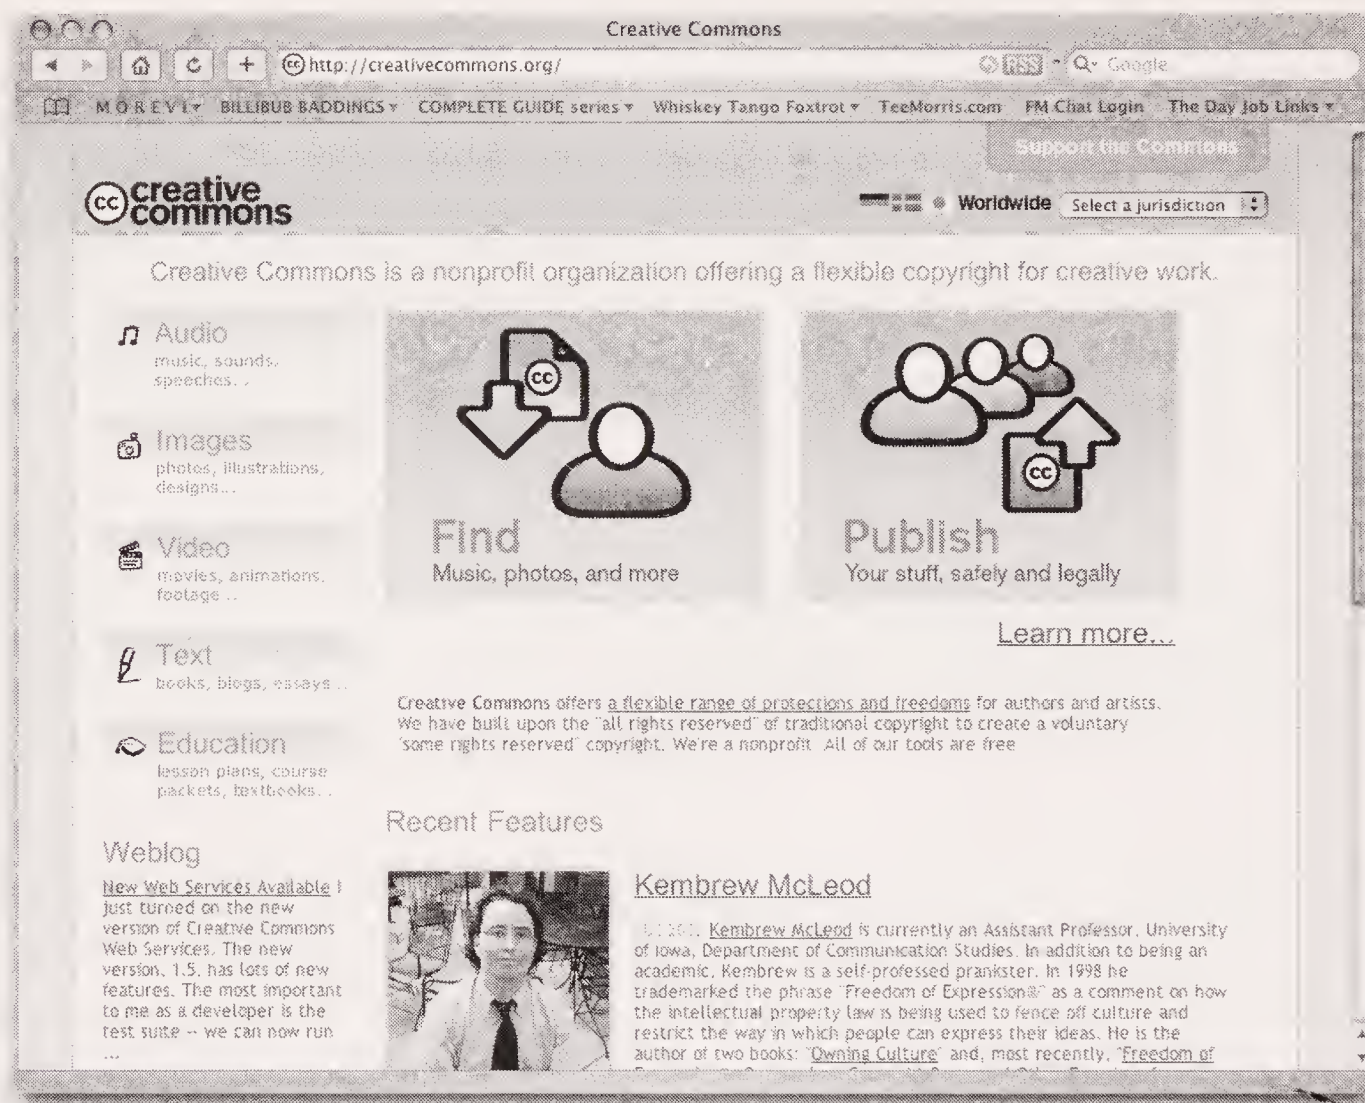 Creative Commons
http://creativecommons.org/
RSS
Google
MOREVI BILLIBUB BADDINGS COMPLETE GUIDE series Whiskey Tango Foxtrot TeeMorris.com FM Chat Login The Day Job Links
Support the Commons
cc creative commons
Worldwide Select a jurisdiction
Creative Commons is a nonprofit organization offering a flexible copyright for creative work.
Audio
music, sounds,
speeches...
Images
photos, illustrations,
designs...
Video
movies, animations,
footage...
Text
books, blogs, essays...
Education
lesson plans, course
packets, textbooks...
cc
Find
Music, photos, and more
cc
Publish
Your stuff, safely and legally
Learn more...
Creative Commons offers a flexible range of protections and freedoms for authors and artists.
We have built upon the "all rights reserved" of traditional copyright to create a voluntary
"some rights reserved" copyright. We're a nonprofit. All of our tools are free
Weblog
New Web Services Available I
just turned on the new
version of Creative Commons
Web Services. The new
version, 1.5, has lots of new
features. The most important
to me as a developer is the
test suite -- we can now run
...
Recent Features
Kembrew McLeod
Kembrew McLeod is currently an Assistant Professor, University
of Iowa, Department of Communication Studies. In addition to being an
academic, Kembrew is a self-professed prankster. In 1998 he
trademarked the phrase "Freedom of Expression®" as a comment on how
the intellectual property law is being used to fence off culture and
restrict the way in which people can express their ideas. He is the
author of two books: "Owning Culture" and, most recently, "Freedom of